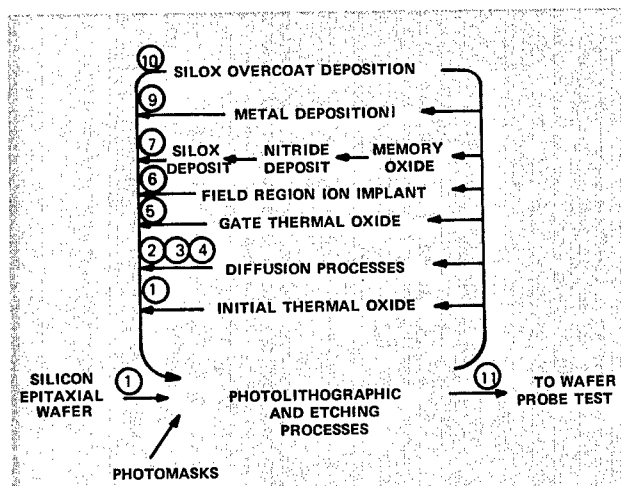 10 SILOX OVERCOAT DEPOSITION
9 METAL DEPOSITION
7 SILOX DEPOSIT NITRIDE DEPOSIT MEMORY OXIDE
6 FIELD REGION ION IMPLANT
5 GATE THERMAL OXIDE
2 3 4 DIFFUSION PROCESSES
1 INITIAL THERMAL OXIDE
SILICON EPITAXIAL WAFER 1
PHOTOLITHOGRAPHIC
AND ETCHING
PROCESSES
11 TO WAFER
PROBE TEST
PHOTOMASKS